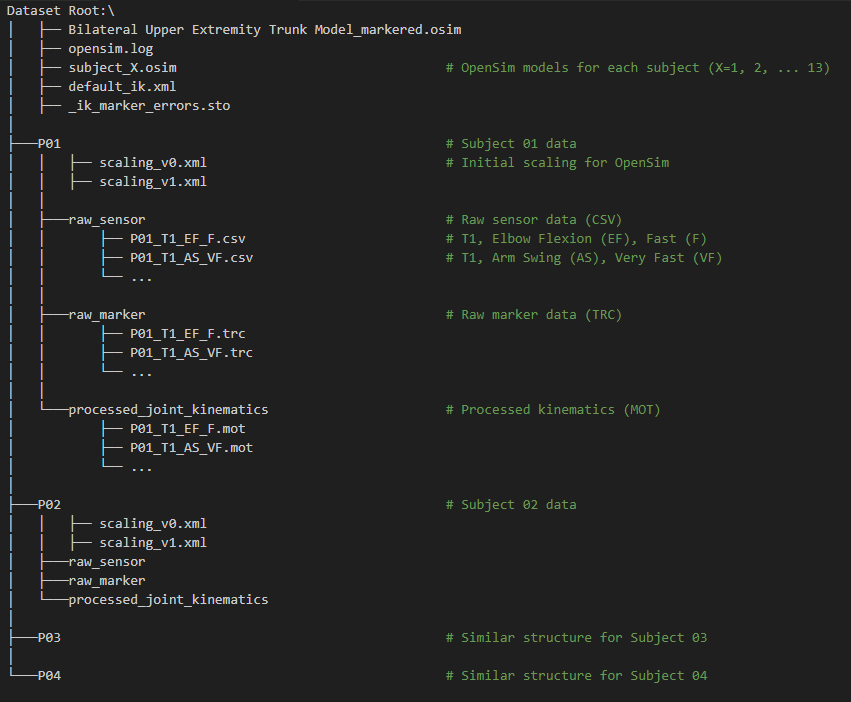 Dataset Root:\
│   ├── Bilateral Upper Extremity Trunk Model_markered.osim
│   ├── opensim.log
│   ├── subject_X.osim # OpenSim models for each subject (X=1, 2, ... 13)
│   ├── default_ik.xml
│   ├── _ik_marker_errors.sto
│
├───P01 # Subject 01 data
│   │   ├── scaling_v0.xml # Initial scaling for OpenSim
│   │   ├── scaling_v1.xml
│   │
│   ├───raw_sensor # Raw sensor data (CSV)
│   │       ├── P01_T1_EF_F.csv # T1, Elbow Flexion (EF), Fast (F)
│   │       ├── P01_T1_AS_VF.csv # T1, Arm Swing (AS), Very Fast (VF)
│   │       └── ...
│   │
│   ├───raw_marker # Raw marker data (TRC)
│   │       ├── P01_T1_EF_F.trc
│   │       ├── P01_T1_AS_VF.trc
│   │       └── ...
│   │
│   └───processed_joint_kinematics # Processed kinematics (MOT)
│           ├── P01_T1_EF_F.mot
│           ├── P01_T1_AS_VF.mot
│           └── ...
│
├───P02 # Subject 02 data
│   │   ├── scaling_v0.xml
│   │   ├── scaling_v1.xml
│   ├───raw_sensor
│   ├───raw_marker
│   └───processed_joint_kinematics
│
├───P03 # Similar structure for Subject 03
│
└───P04 # Similar structure for Subject 04